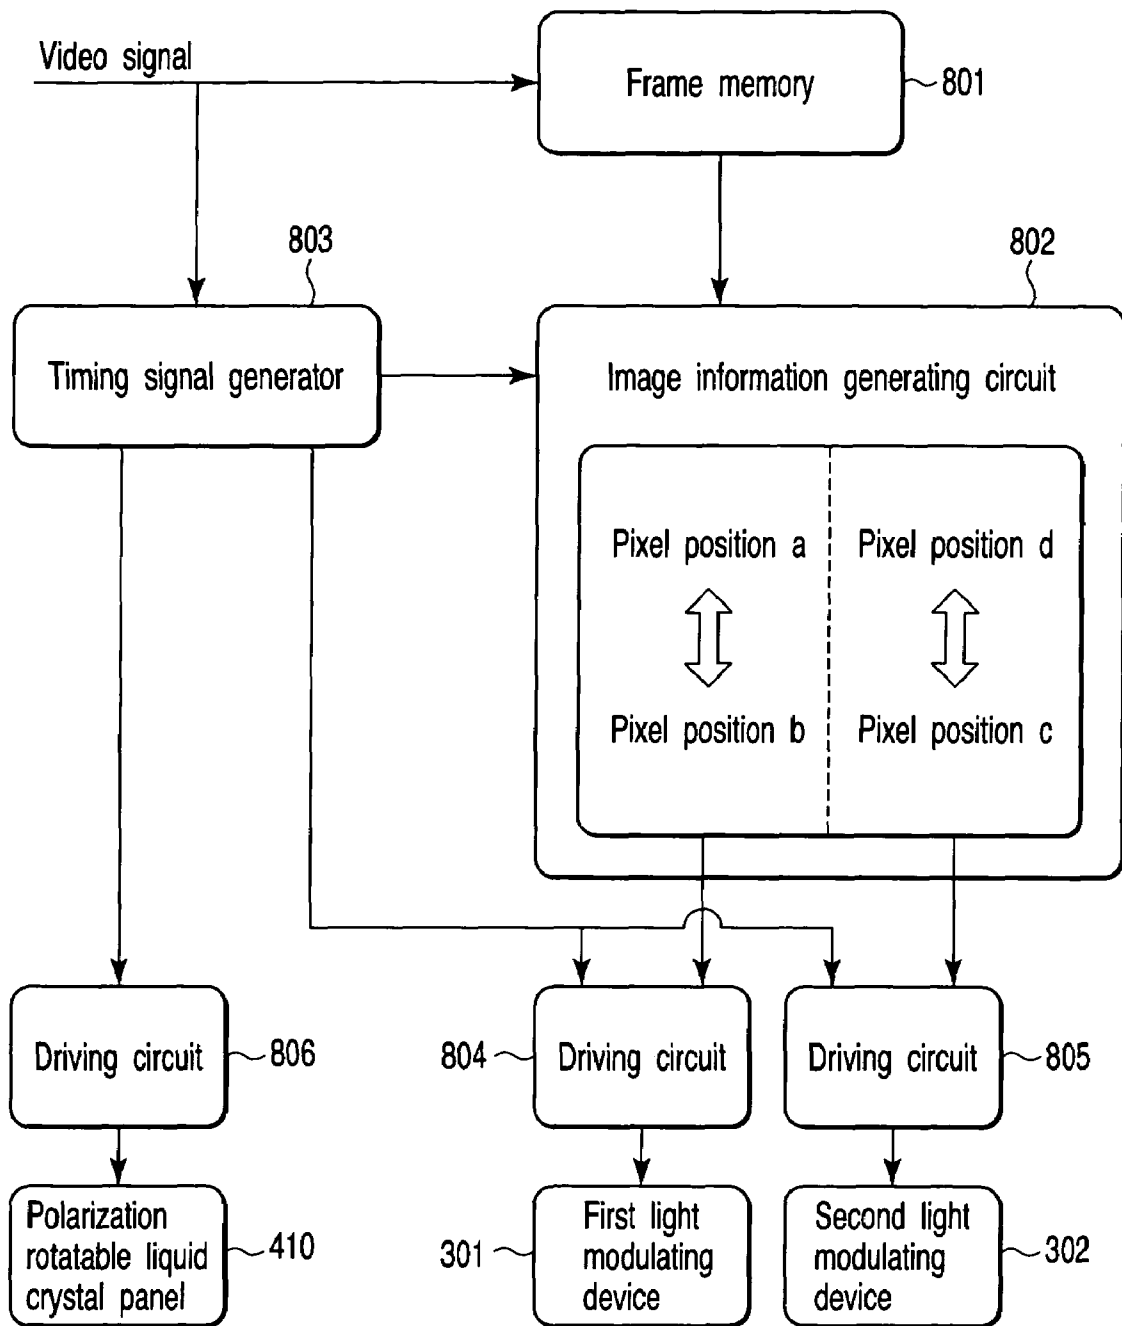 Video signal
Frame memory
801
803
802
Timing signal generator
Image information generating circuit
Pixel position a
Pixel position d
Pixel position b
Pixel position c
Driving circuit
806
804
Driving circuit
Driving circuit
805
Polarization
rotatable liquid
crystal panel
410
301
First light
modulating
device
Second light
modulating
device
302